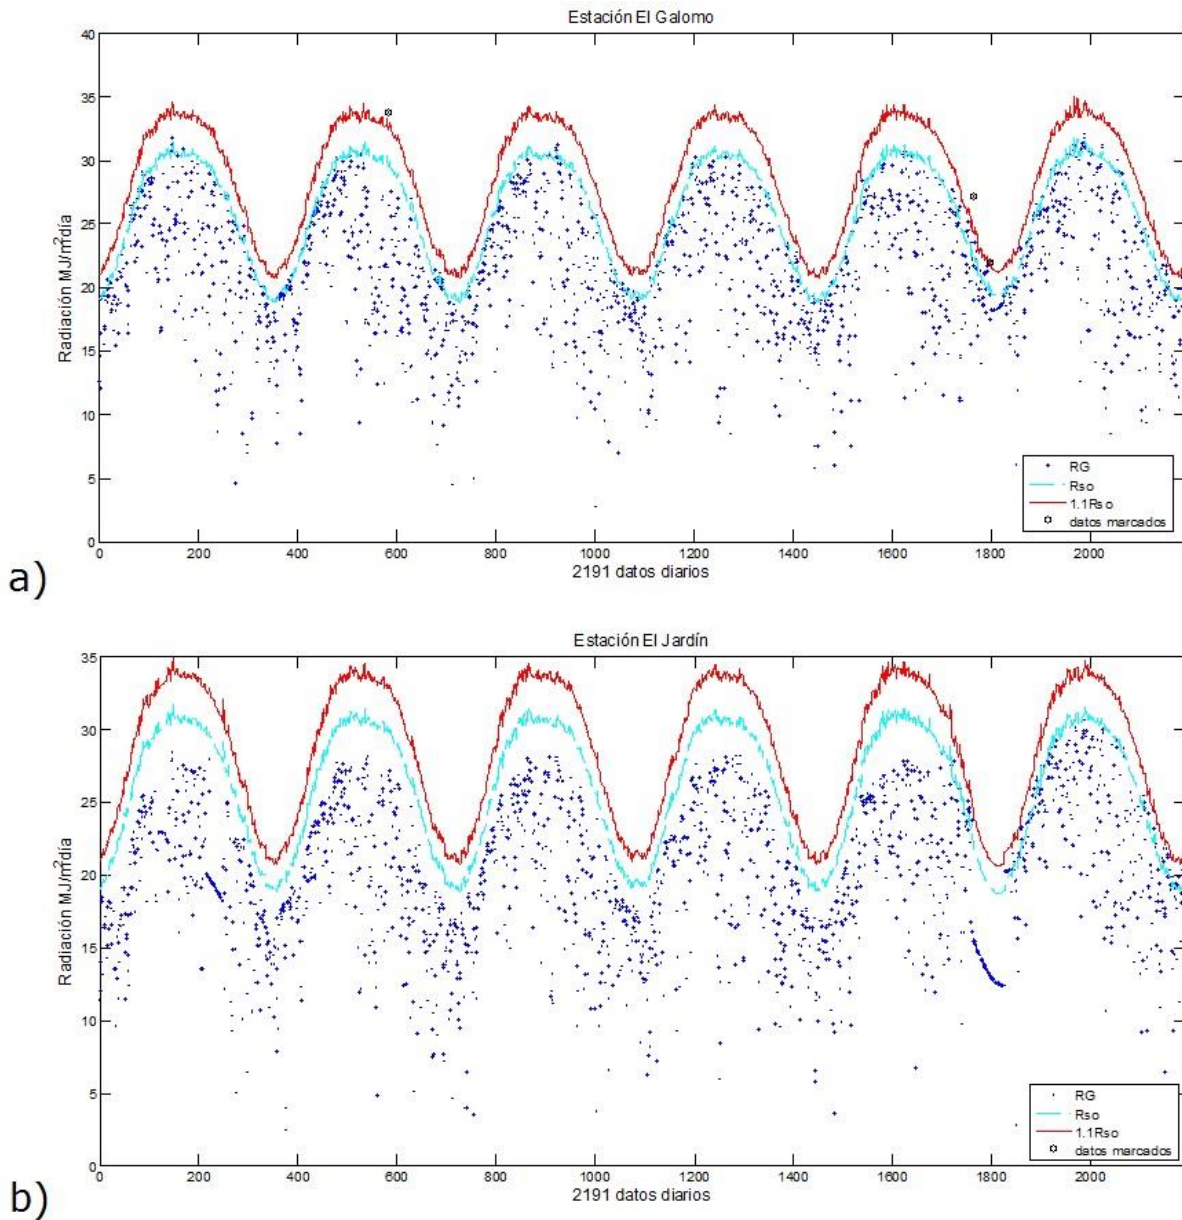 Estación El Galomo
40
35
30
25
20
15
10
5
0
Radiación MJ/m²día
RG
Rso
1.1Rso
datos marcados
0 200 400 600 800 1000 1200 1400 1600 1800 2000
2191 datos diarios
a)
Estación El Jardín
35
30
25
20
15
10
5
0
Radiación MJ/m²día
RG
Rso
1.1Rso
datos marcados
0 200 400 600 800 1000 1200 1400 1600 1800 2000
2191 datos diarios
b)